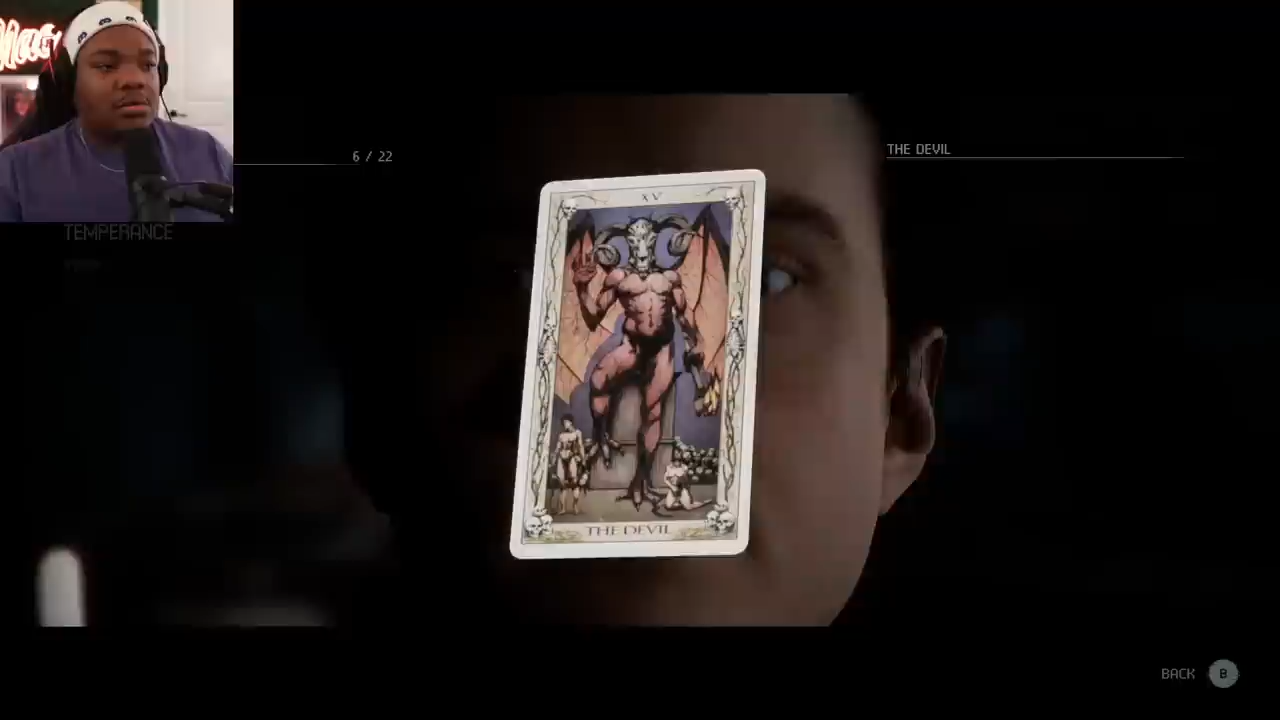 6 / 22
THE DEVIL
TEMPERANCE
XV
THE DEVIL
BACK B